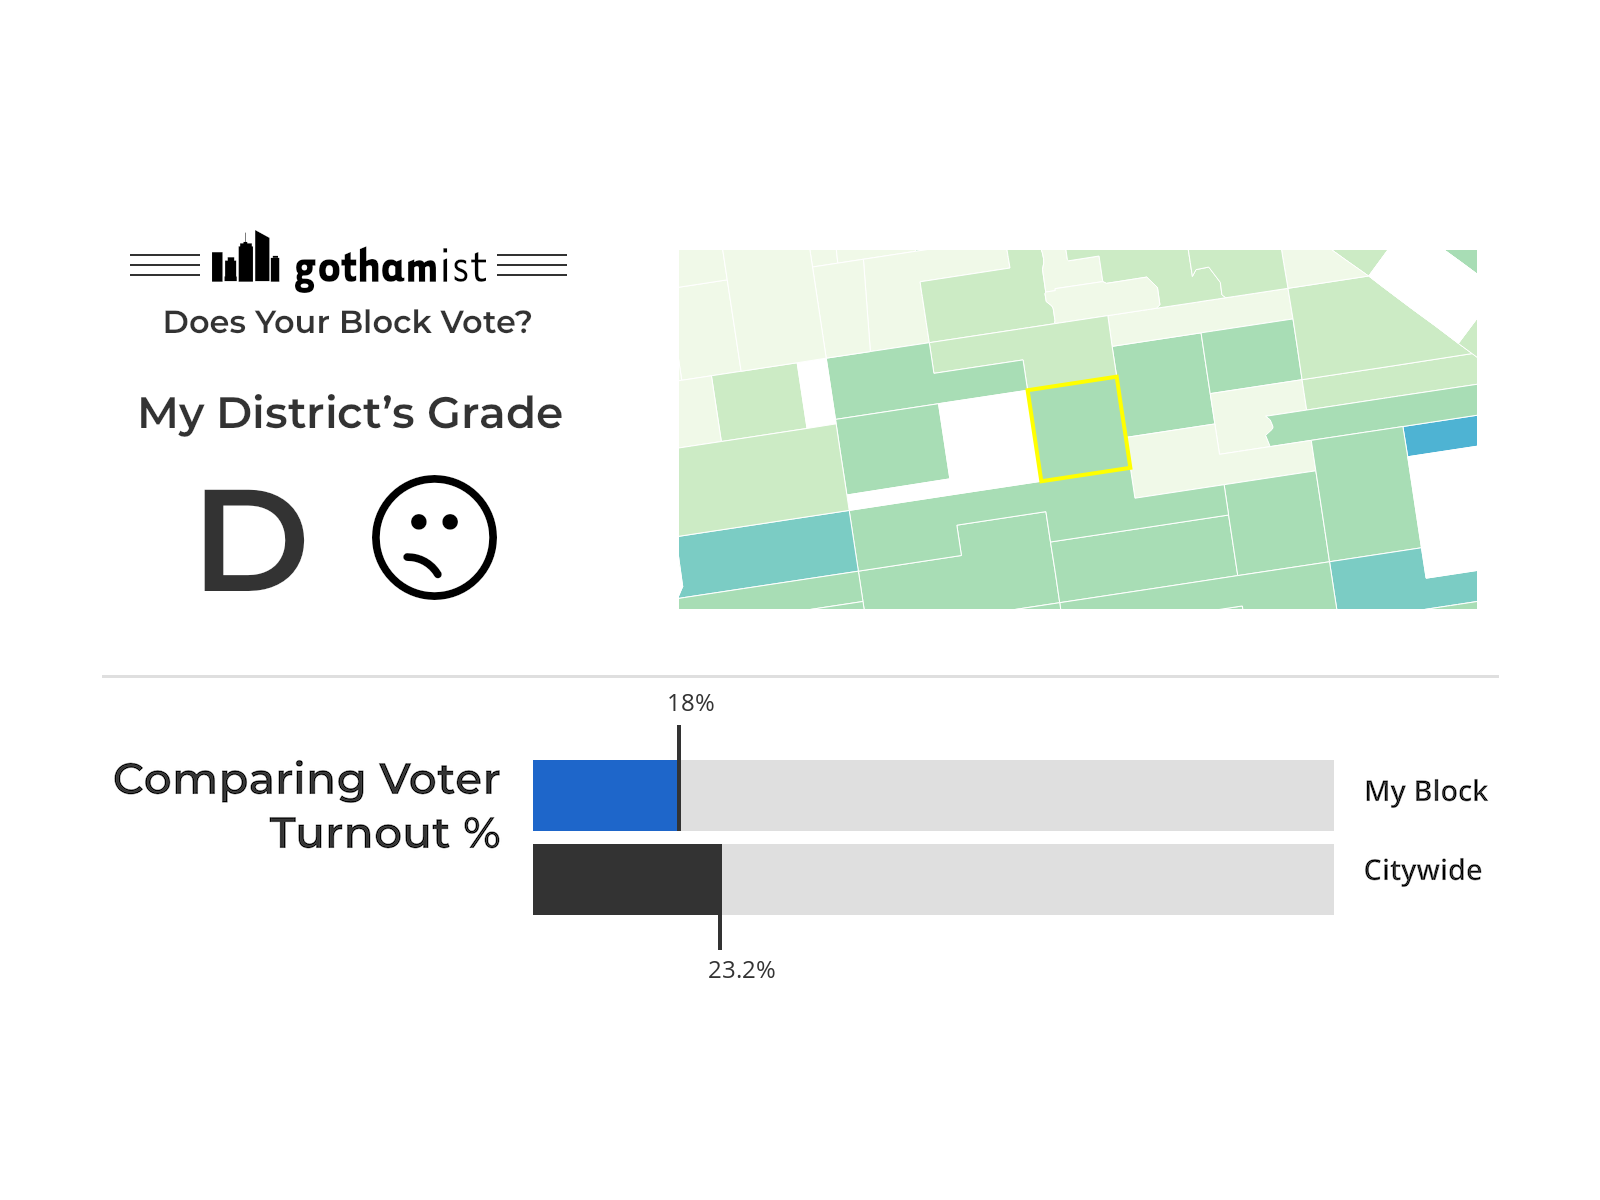 gothamist
Does Your Block Vote?
My District’s Grade
D
18%
Comparing Voter
Turnout %
My Block
Citywide
23.2%